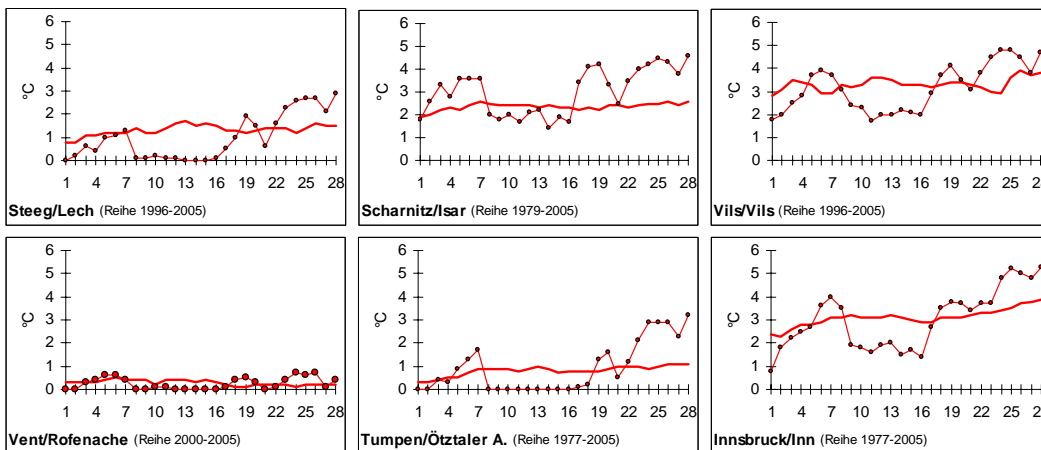 6
5
4
3
2
1
0
°C
1 4 7 10 13 16 19 22 25 28
Steeg/Lech (Reihe 1996-2005)
6
5
4
3
2
1
0
°C
1 4 7 10 13 16 19 22 25 28
Scharnitz/Isar (Reihe 1979-2005)
6
5
4
3
2
1
0
°C
1 4 7 10 13 16 19 22 25 28
Vils/Vils (Reihe 1996-2005)
6
5
4
3
2
1
0
°C
1 4 7 10 13 16 19 22 25 28
Vent/Rofenache (Reihe 2000-2005)
6
5
4
3
2
1
0
°C
1 4 7 10 13 16 19 22 25 28
Tumpen/Ötztaler A. (Reihe 1977-2005)
6
5
4
3
2
1
0
°C
1 4 7 10 13 16 19 22 25 28
Innsbruck/Inn (Reihe 1977-2005)